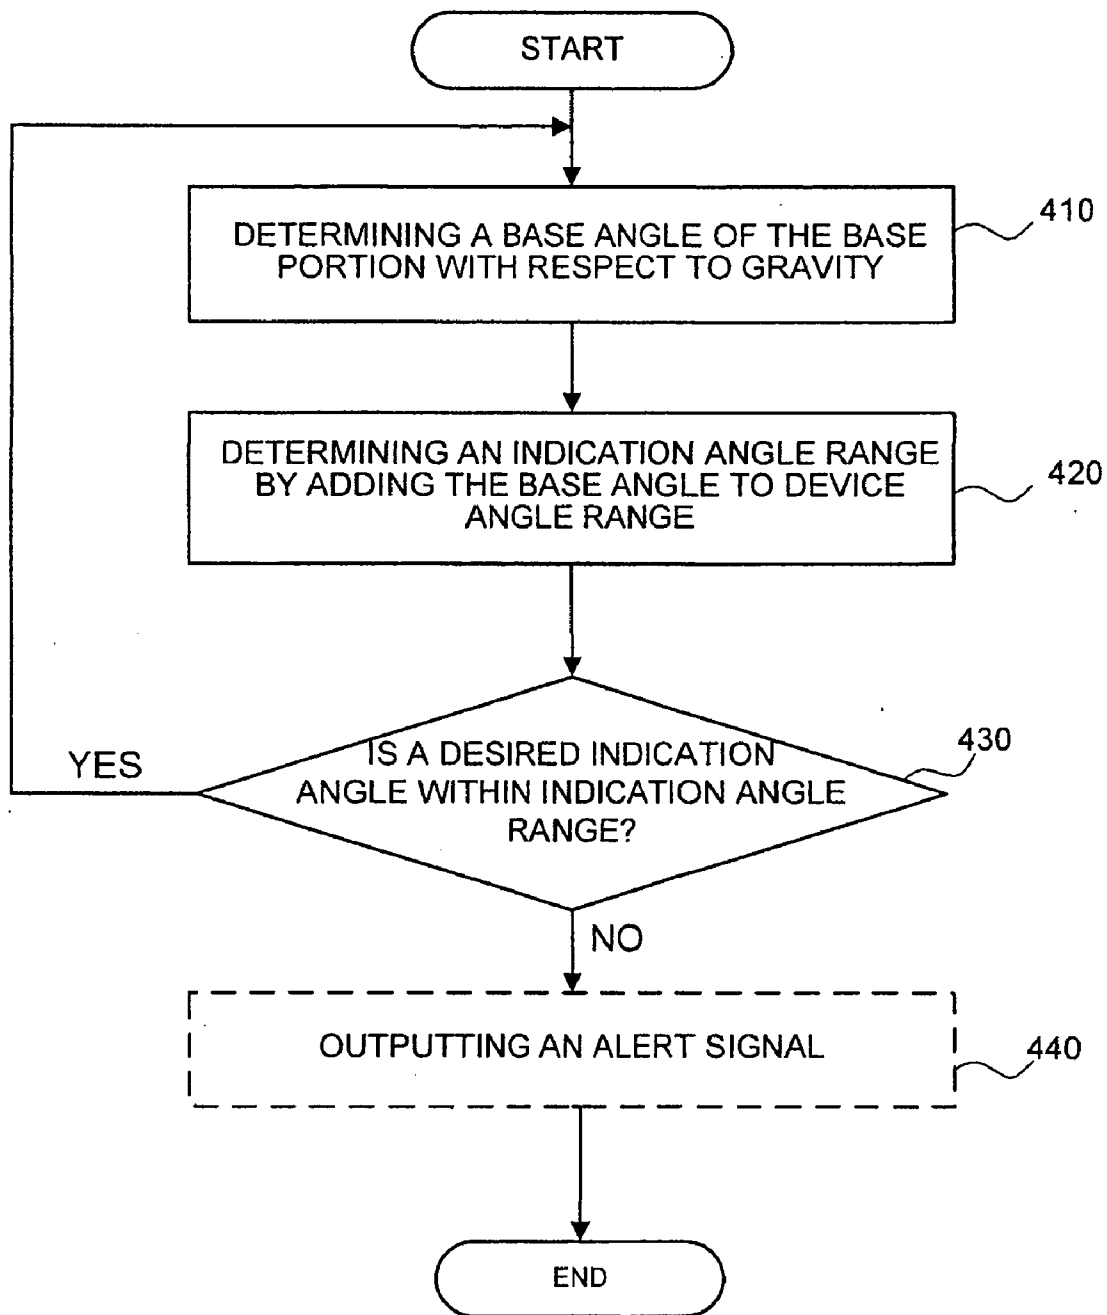 START
DETERMINING A BASE ANGLE OF THE BASE
PORTION WITH RESPECT TO GRAVITY
410
DETERMINING AN INDICATION ANGLE RANGE
BY ADDING THE BASE ANGLE TO DEVICE
ANGLE RANGE
420
IS A DESIRED INDICATION
ANGLE WITHIN INDICATION ANGLE
RANGE?
430
YES
NO
OUTPUTTING AN ALERT SIGNAL
440
END